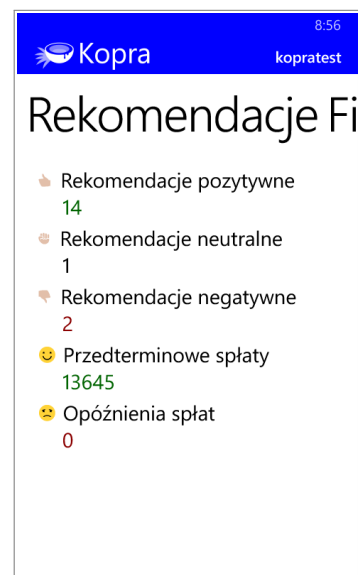 8:56
Kopra
kopratest
Rekomendacje Fi
Rekomendacje pozytywne
14
Rekomendacje neutralne
1
Rekomendacje negatywne
2
Przedterminowe spłaty
13645
Opóźnienia spłat
0